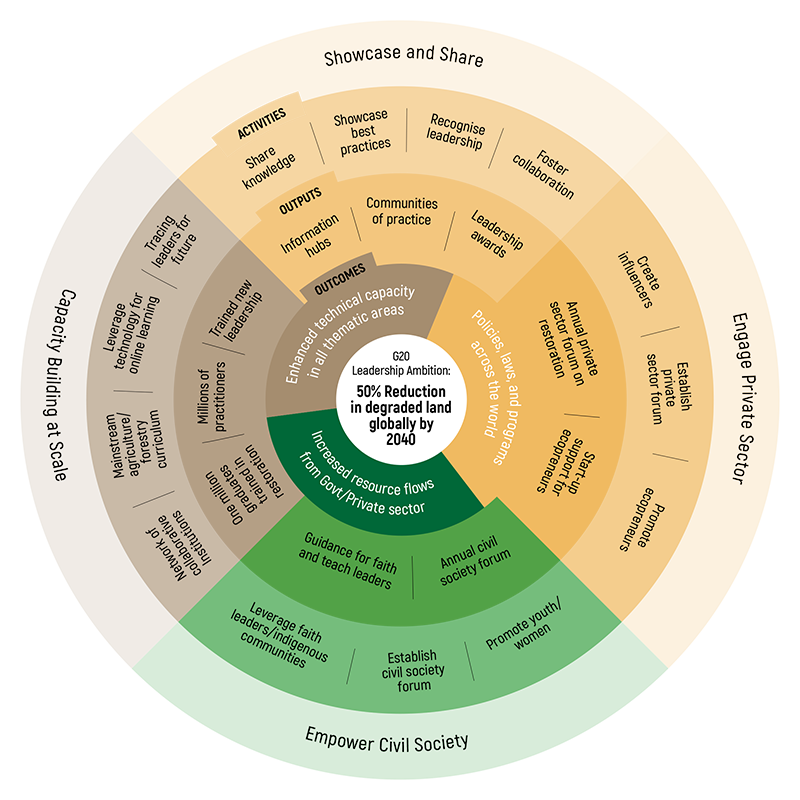 Showcase and Share
ACTIVITIES
Share
knowledge
Showcase
best
practices
Recognise
leadership
Foster
collaboration
OUTPUTS
Information
hubs
Communities
of practice
Leadership
awards
OUTCOMES
Enhanced technical capacity
in all thematic areas
Policies, laws, and programs
across the world
Increased resource flows
from Govt/Private sector
G20
Leadership Ambition:
50% Reduction
in degraded land
globally by
2040
Engage Private Sector
Create
influencers
Establish
private
sector forum
Promote
ecopreneurs
Annual private
sector forum on
restoration
Start-up
support for
ecopreneurs
Empower Civil Society
Guidance for faith
and teach leaders
Annual civil
society forum
Leverage faith
leaders/indigenous
communities
Establish
civil society
forum
Promote youth/
women
Capacity Building at Scale
Tracing
leaders for
future
Leverage
technology for
online learning
Mainstream
agriculture/
forestry
curriculum
Network of
collaborative
Institutions
Trained new
leadership
Millions of
practitioners
One million
graduates
trained in
restoration